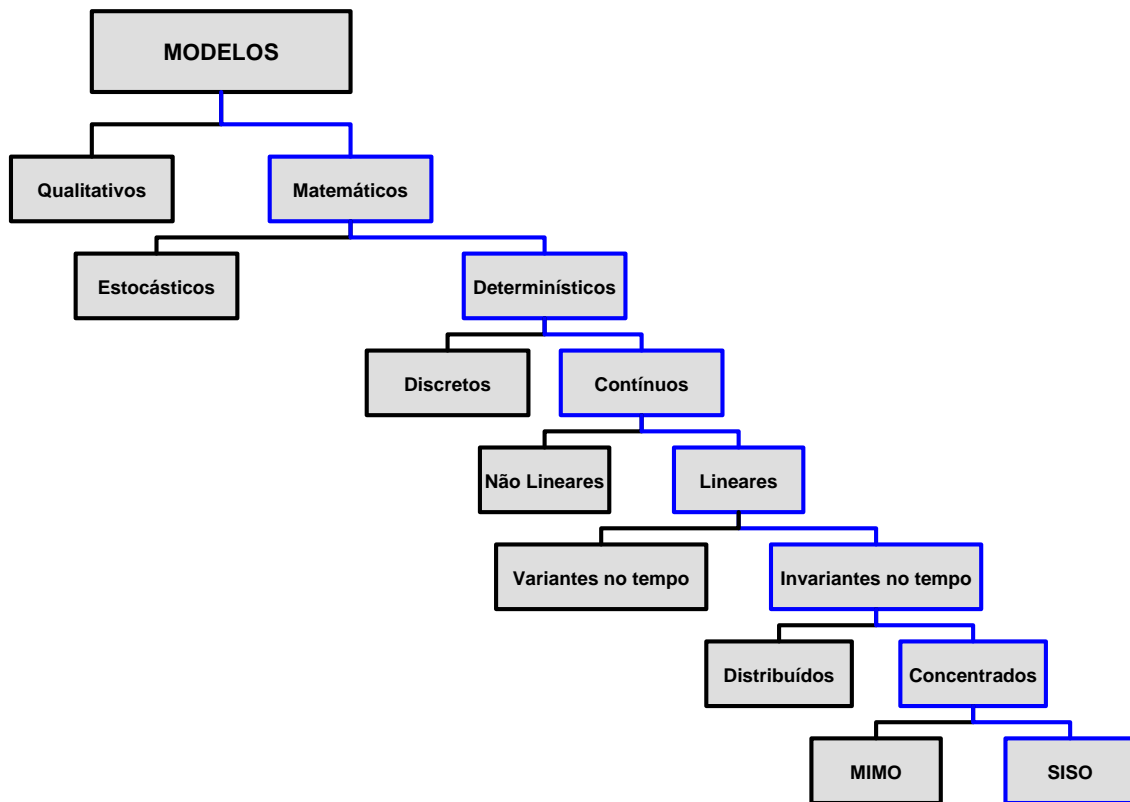 MODELOS
Qualitativos
Matemáticos
Estocásticos
Determinísticos
Discretos
Contínuos
Não Lineares
Lineares
Variantes no tempo
Invariantes no tempo
Distribuídos
Concentrados
MIMO
SISO